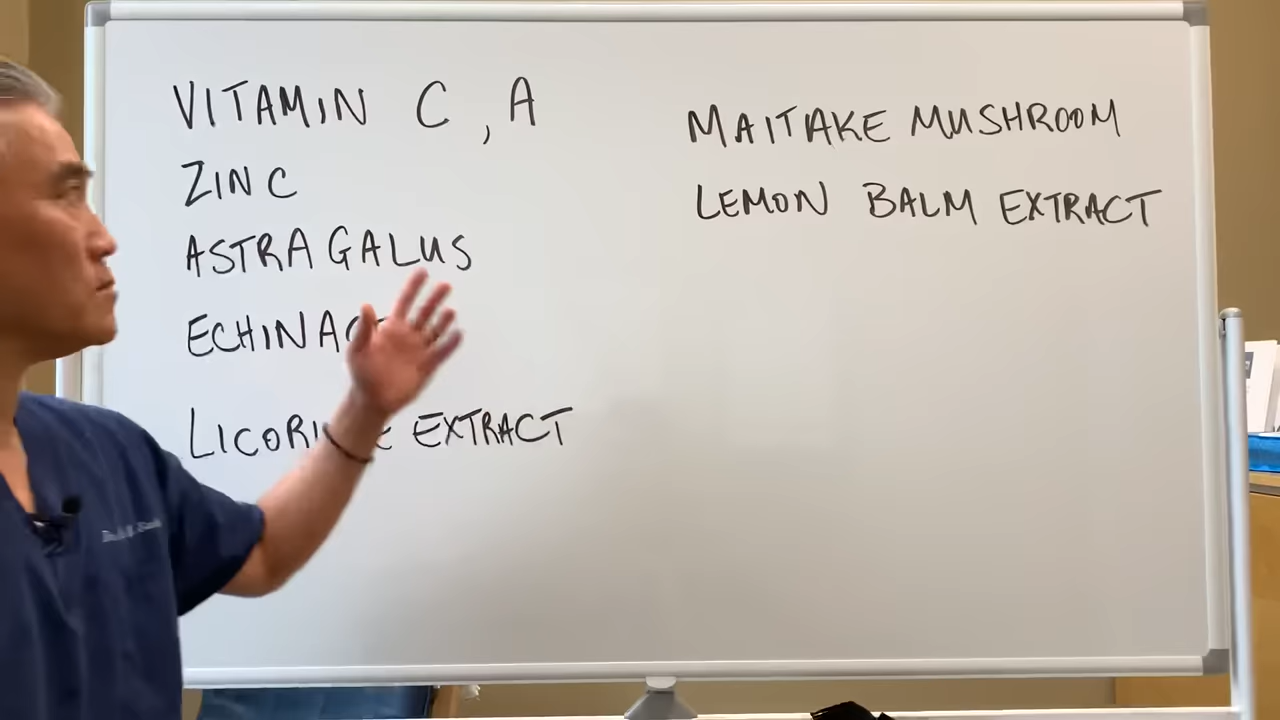 VITAMIN C, A
ZINC
ASTRAGALUS
EXTRACT
MAITAKE MUSHROOM
LEMON BALM EXTRACT